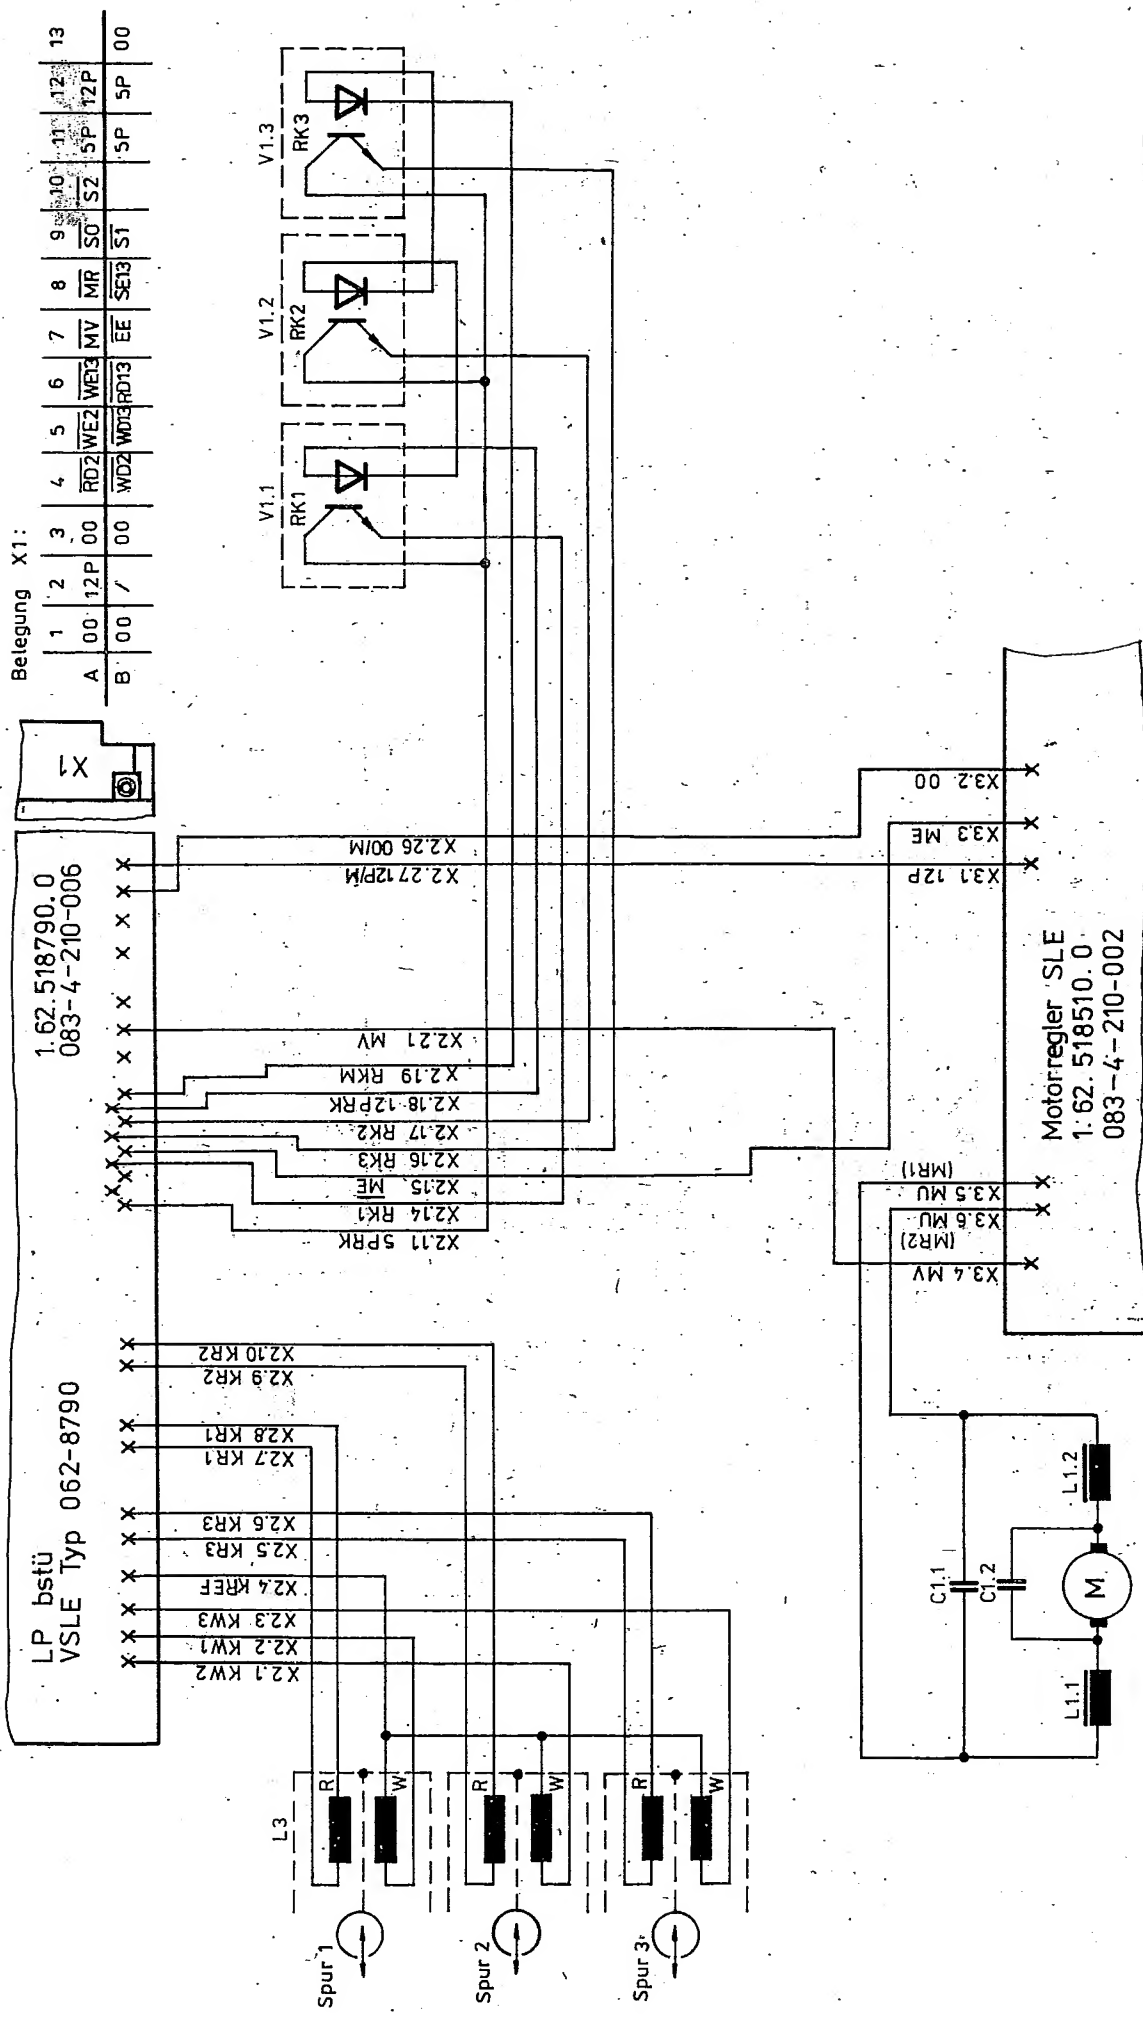 Belegung X1:
1 2 3 4 5 6 7 8 9 10 11 12 13
A 00 12P 00 RD2 WE2 WE13 MV MR S0 S2 5P 12P
B 00 / 00 WD2 WD13 RD13 EE SE13 S1 5P 5P 00
X1
LP bstü
VSLE Typ 062-8790
1.62.518790.0
083-4-210-006
X2.1 KW2
X2.2 KW1
X2.3 KW3
X2.4 KREF
X2.5 KR3
X2.6 KR3
X2.7 KR1
X2.8 KR1
X2.9 KR2
X2.10 KR2
X2.11 5PRK
X2.14 RK1
X2.15 ME
X2.16 RK3
X2.17 RK2
X2.18 12PRK
X2.19 RKM
X2.21 MV
X2.27 12P/M
X2.26 00/M
V1.1
RK1
V1.2
RK2
V1.3
RK3
L3
R
W
R
W
R
W
Spur 1
Spur 2
Spur 3
X3.4 MV
(MR2)
X3.6 MU
X3.5 MU
(MR1)
X3.1 12P
X3.3 ME
X3.2 00
Motorregler SLE
1.62.518510.0
083-4-210-002
C1.1
C1.2
L1.1
M
L1.2